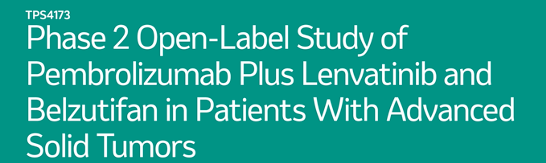 TPS4173
Phase 2 Open-Label Study of
Pembrolizumab Plus Lenvatinib and
Belzutifan in Patients With Advanced
Solid Tumors